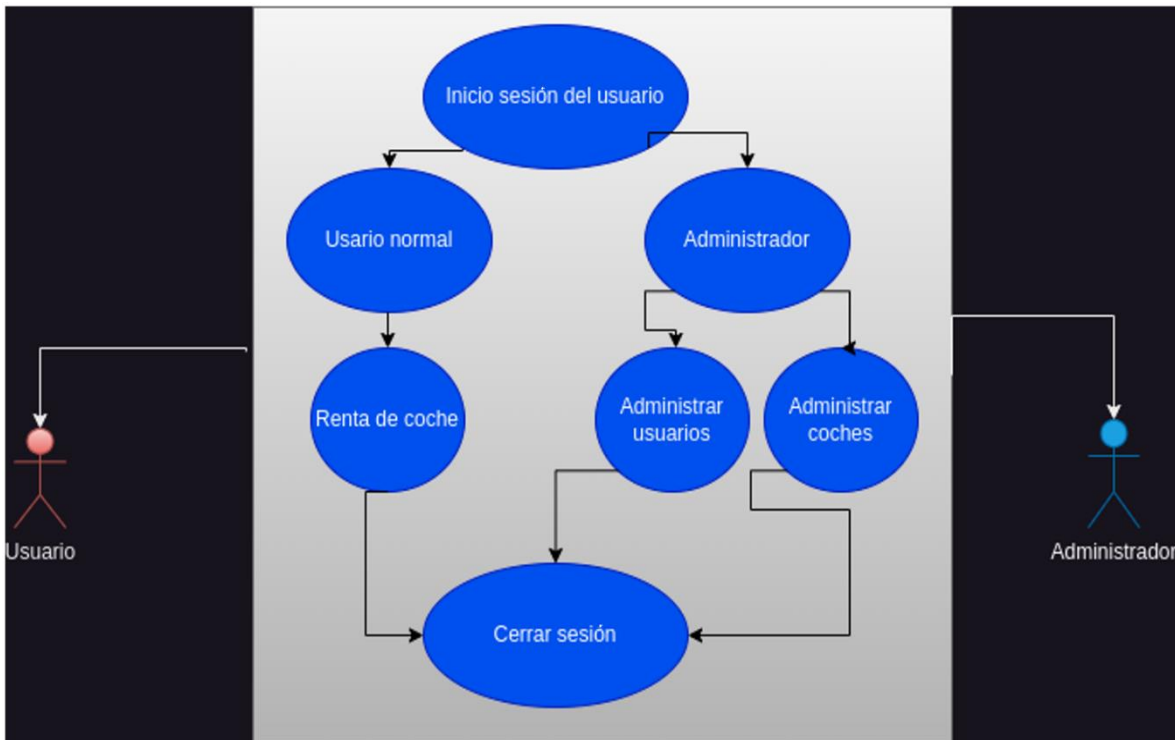 Inicio sesión del usuario
Usario normal
Administrador
Renta de coche
Administrar
usuarios
Administrar
coches
Usuario
Administrador
Cerrar sesión